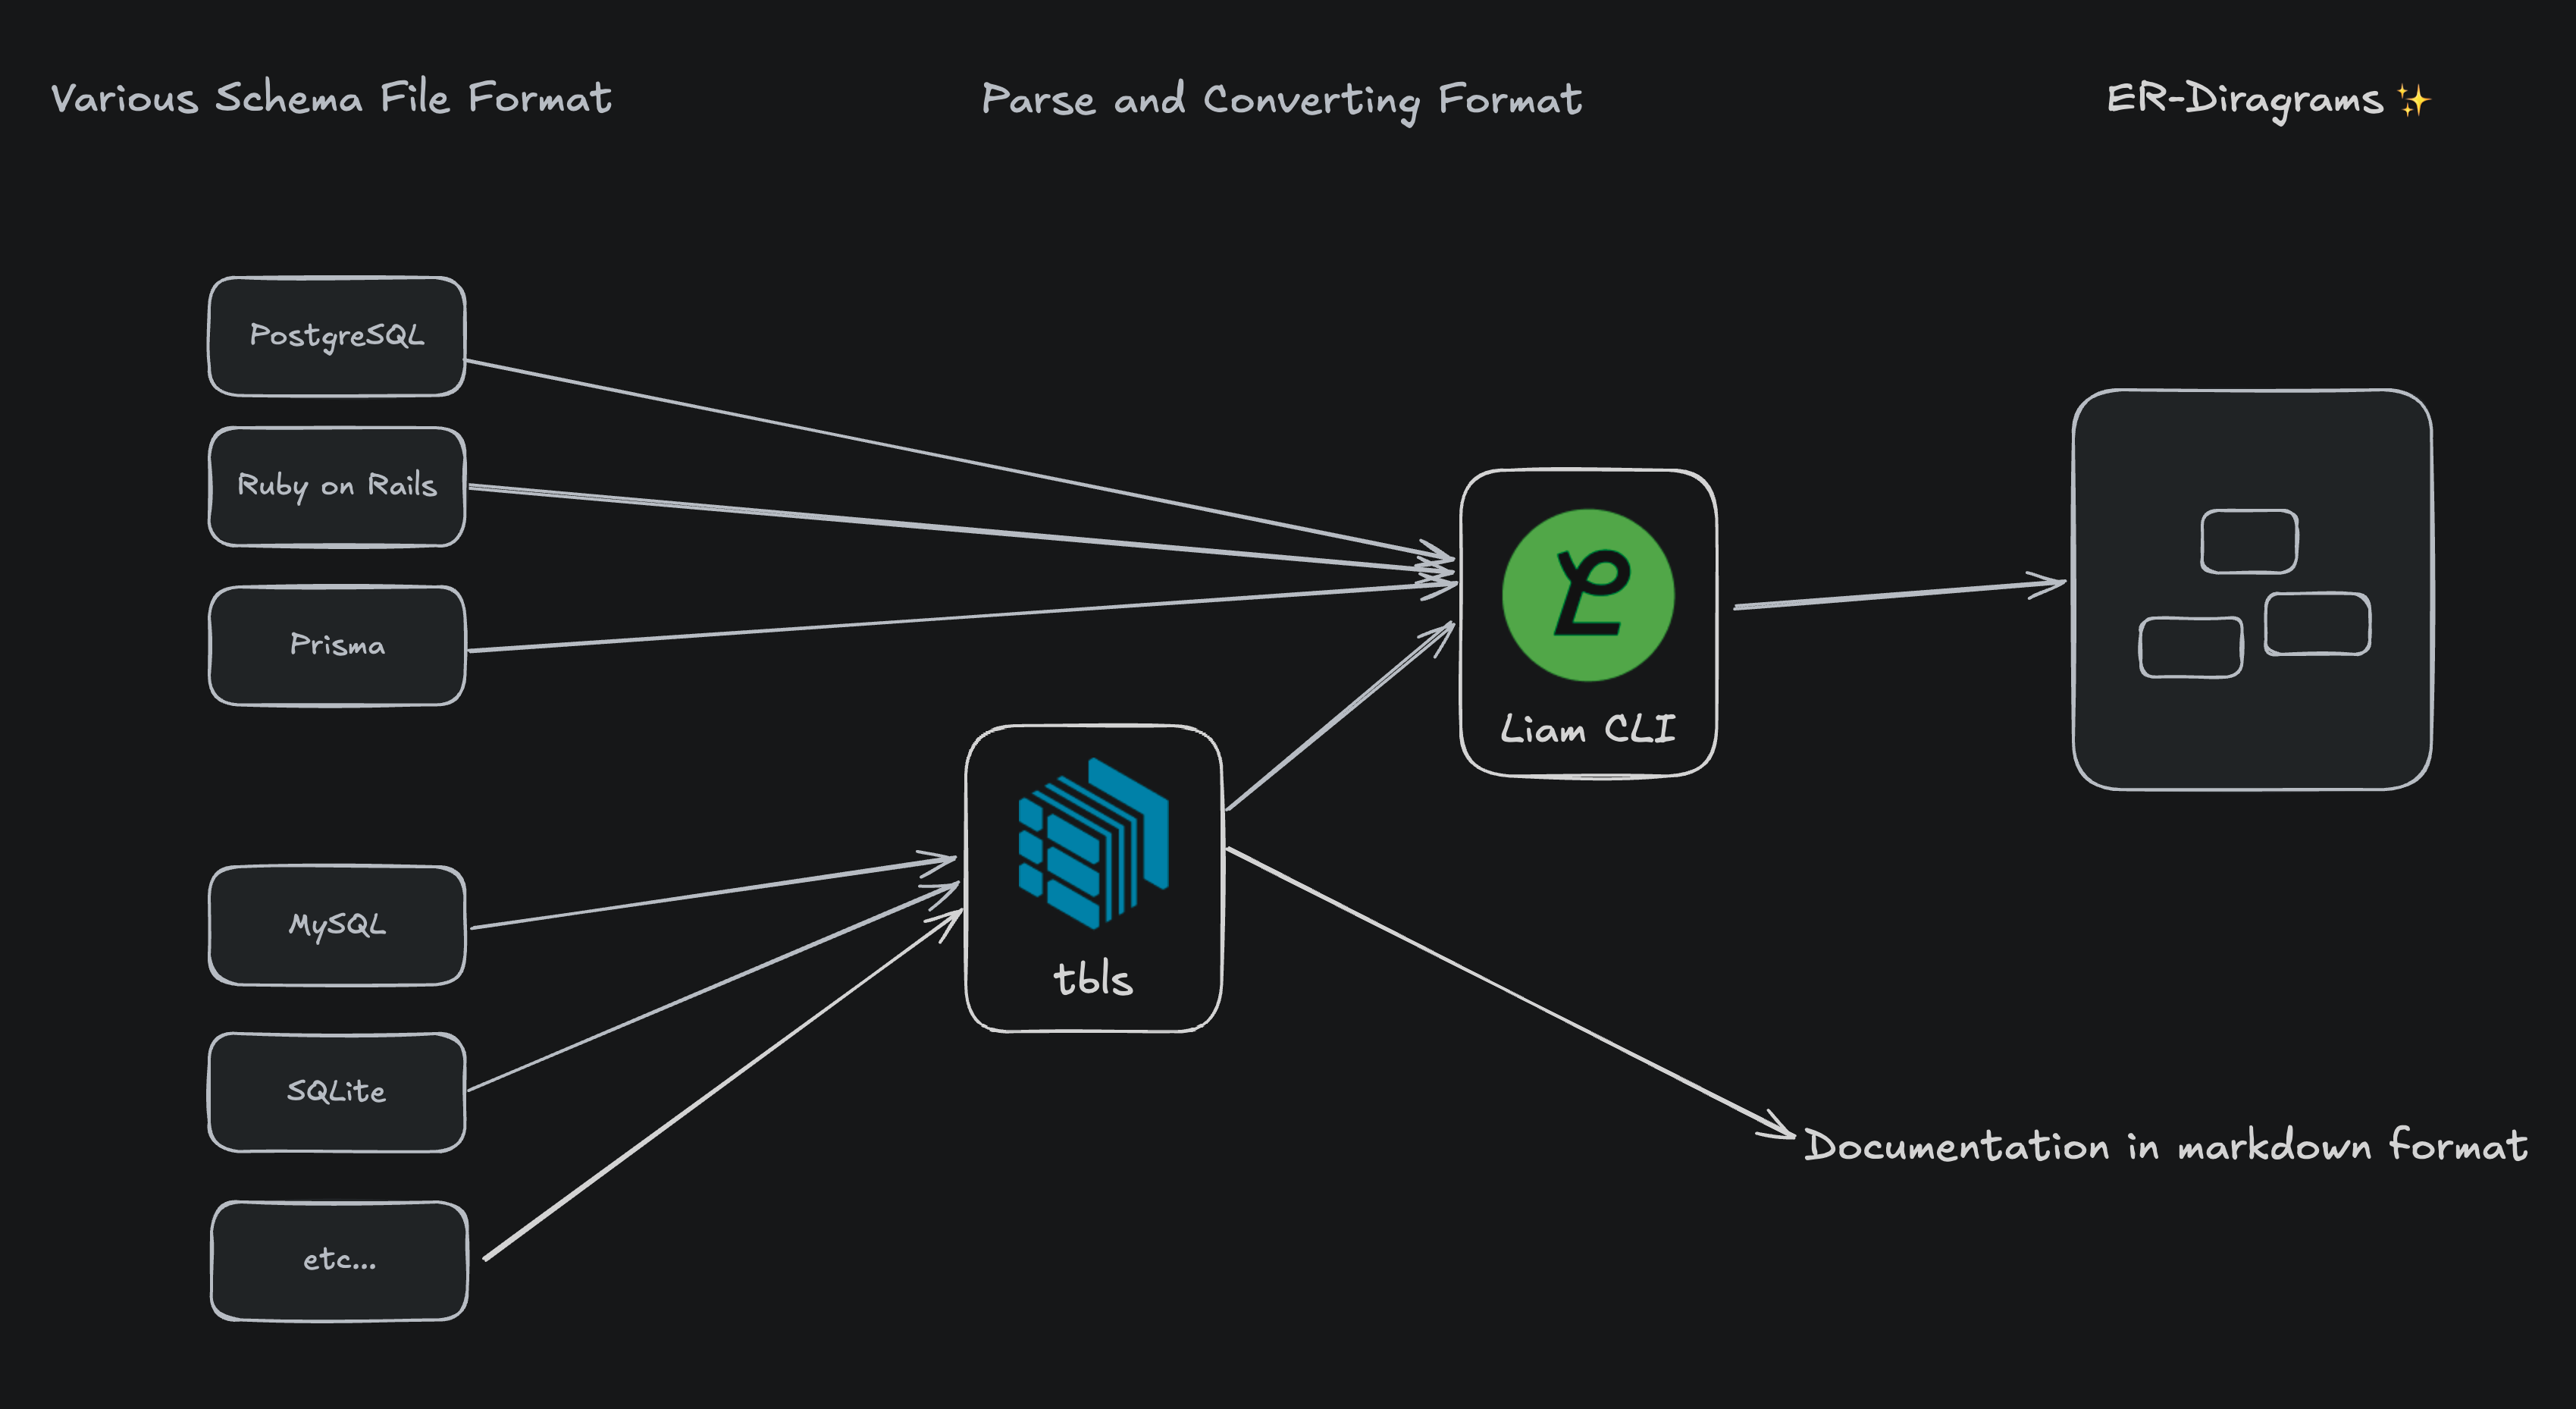 Various Schema File Format
Parse and Converting Format
ER-Diragrams ✨
PostgreSQL
Ruby on Rails
Prisma
Liam CLI
MySQL
tbls
SQLite
Documentation in markdown format
etc...